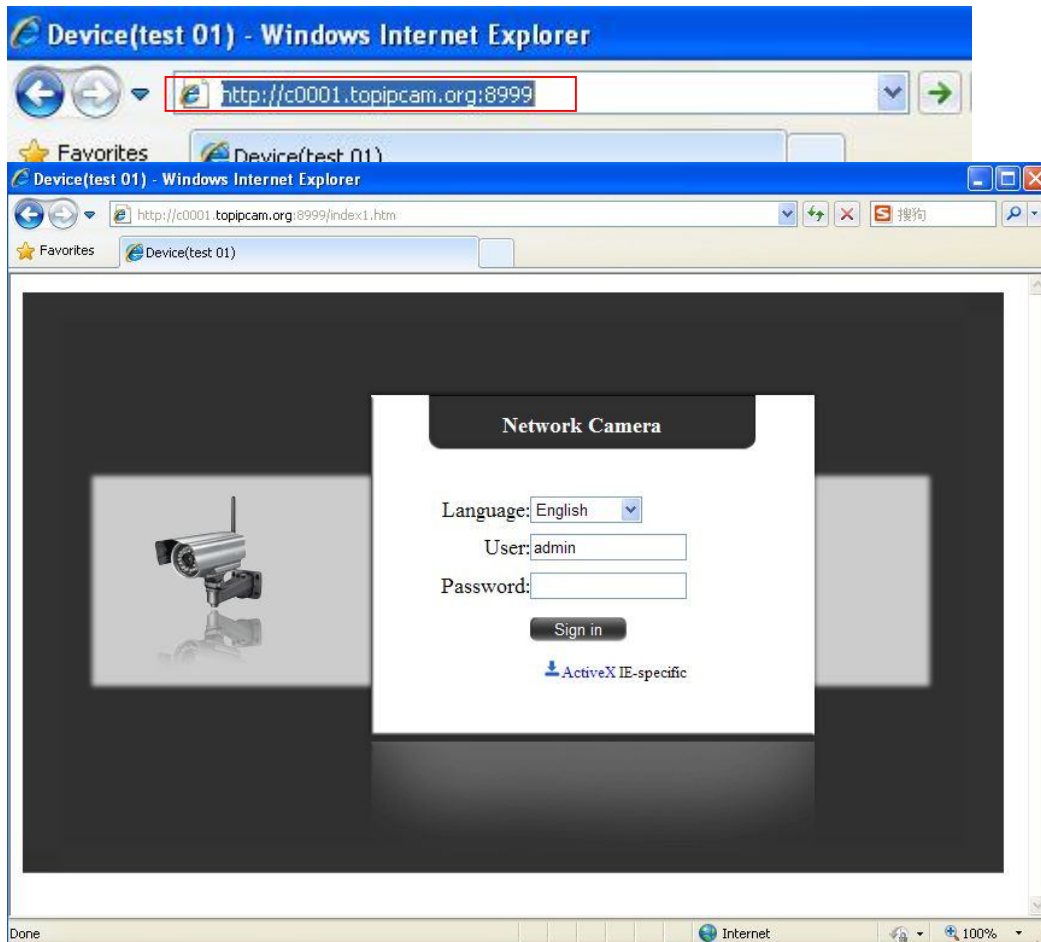 Device(test 01) - Windows Internet Explorer
http://c0001.topipcam.org:8999
Favorites Device(test 01)
Device(test 01) - Windows Internet Explorer
http://c0001.topipcam.org:8999/index1.htm 搜狗
Favorites Device(test 01)
Network Camera
Language: English
User: admin
Password:
Sign in
ActiveX IE-specific
Done Internet 100%